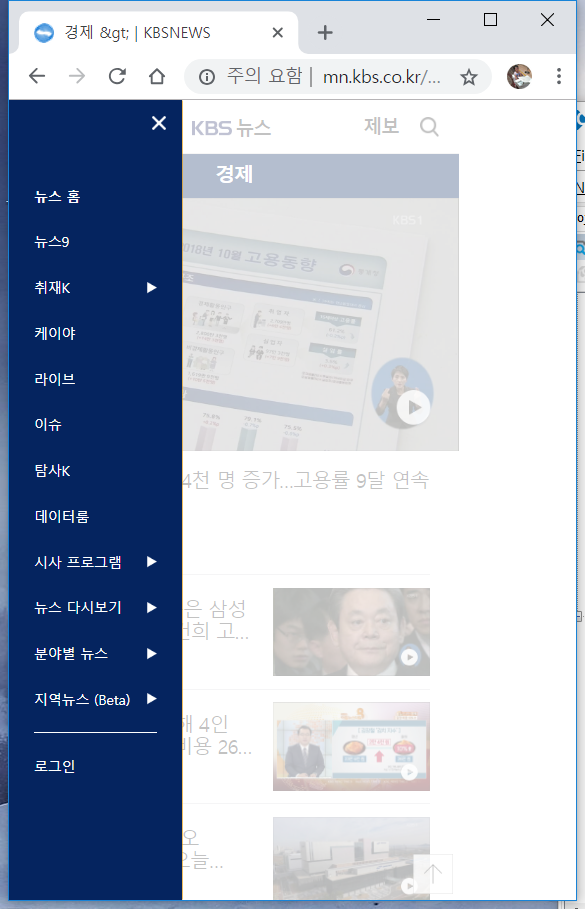 경제 &gt; | KBSNEWS
주의 요함 | mn.kbs.co.kr/...
KBS 뉴스
제보
경제
뉴스 홈
뉴스9
취재K
케이야
라이브
이슈
탐사K
데이터룸
시사 프로그램
뉴스 다시보기
분야별 뉴스
지역뉴스 (Beta)
로그인
KBS1
2018년 10월 고용동향
4천 명 증가...고용률 9달 연속
은 삼성
건희 고...
해 4인
비용 26...
오
오늘...